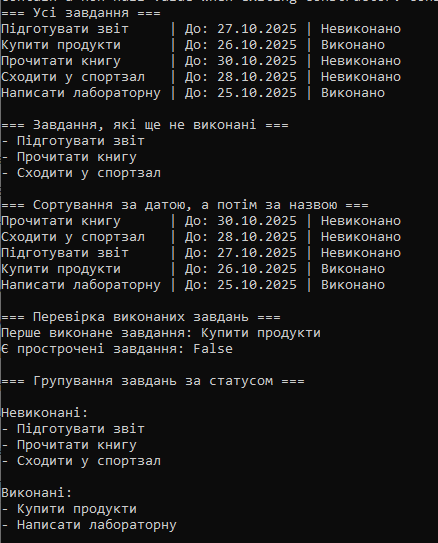 === Усі завдання ===
Підготувати звіт     | До: 27.10.2025 | Невиконано
Купити продукти      | До: 26.10.2025 | Виконано
Прочитати книгу      | До: 30.10.2025 | Невиконано
Сходити у спортзал   | До: 28.10.2025 | Невиконано
Написати лабораторну | До: 25.10.2025 | Виконано

=== Завдання, які ще не виконані ===
- Підготувати звіт
- Прочитати книгу
- Сходити у спортзал

=== Сортування за датою, а потім за назвою ===
Прочитати книгу      | До: 30.10.2025 | Невиконано
Сходити у спортзал   | До: 28.10.2025 | Невиконано
Підготувати звіт     | До: 27.10.2025 | Невиконано
Купити продукти      | До: 26.10.2025 | Виконано
Написати лабораторну | До: 25.10.2025 | Виконано

=== Перевірка виконаних завдань ===
Перше виконане завдання: Купити продукти
Є прострочені завдання: False

=== Групування завдань за статусом ===

Невиконані:
- Підготувати звіт
- Прочитати книгу
- Сходити у спортзал

Виконані:
- Купити продукти
- Написати лабораторну